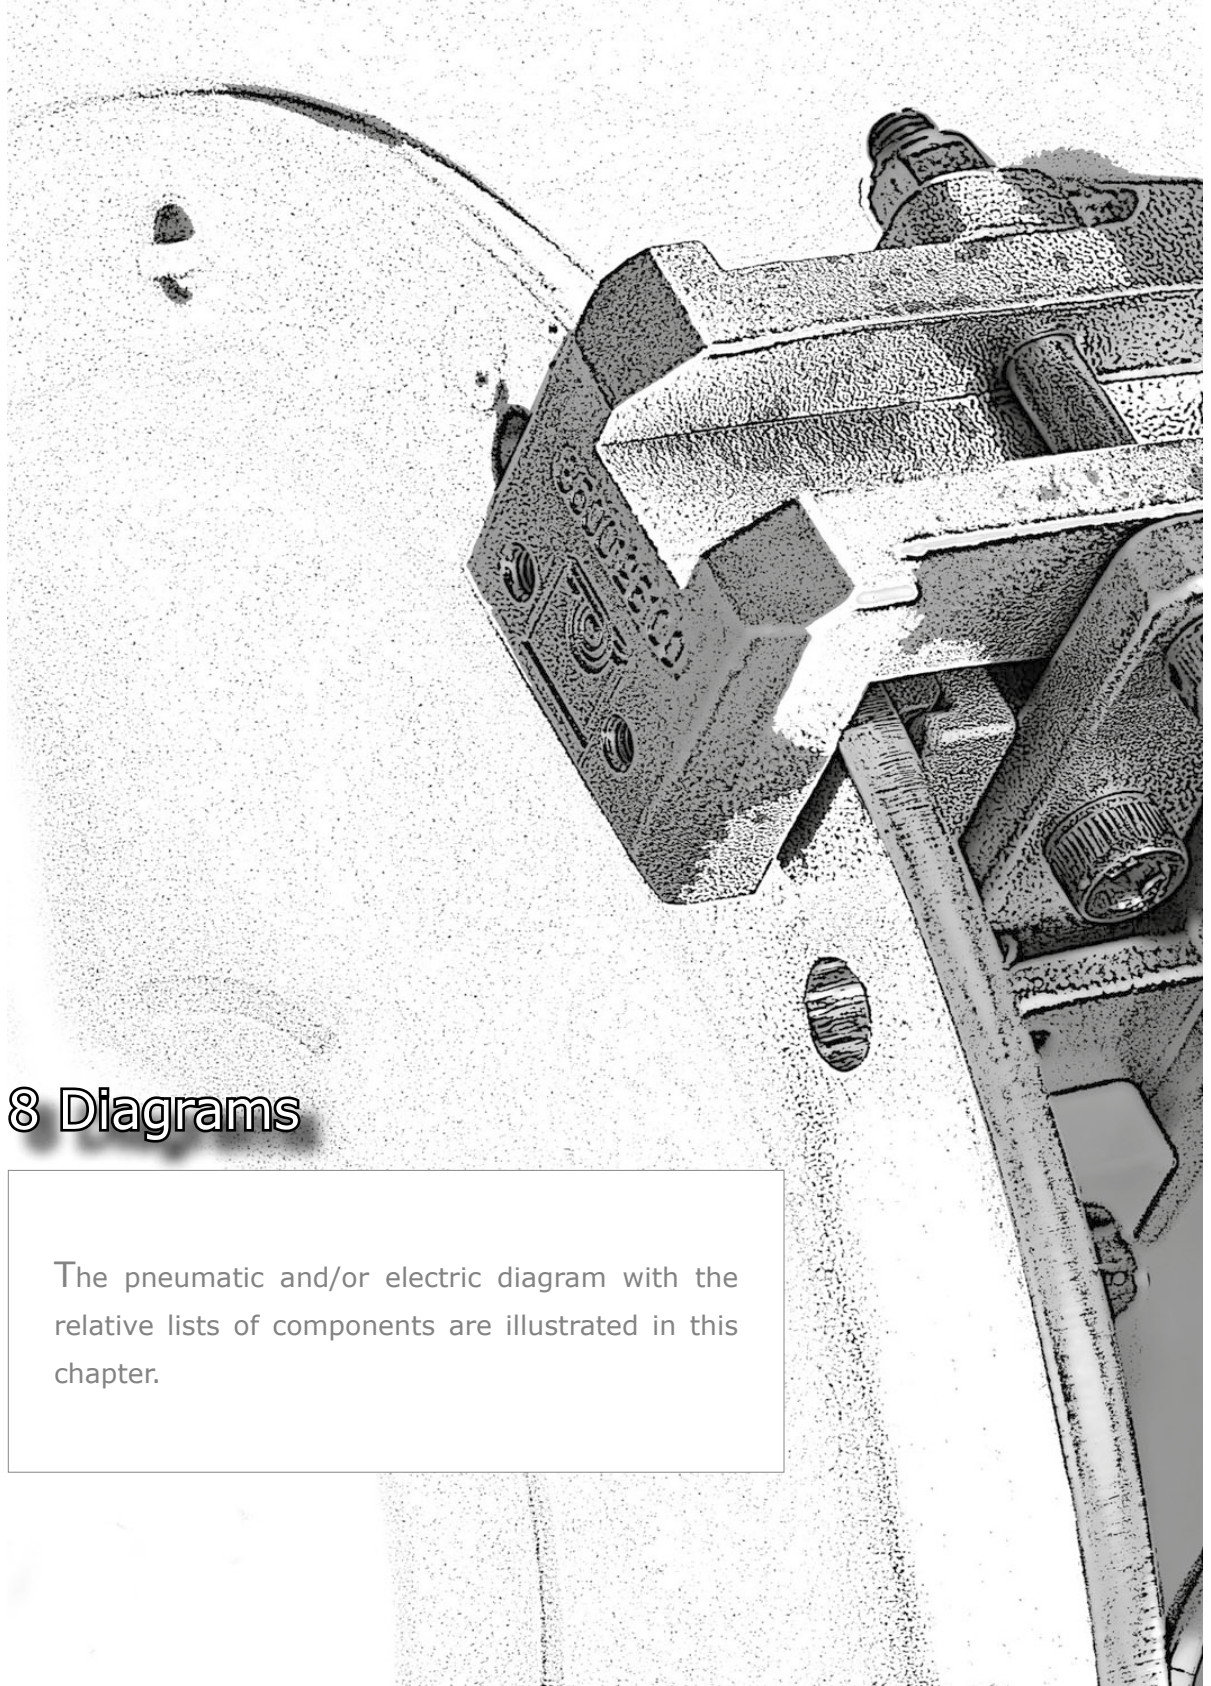 8 Diagrams
The pneumatic and/or electric diagram with the
relative lists of components are illustrated in this
chapter.